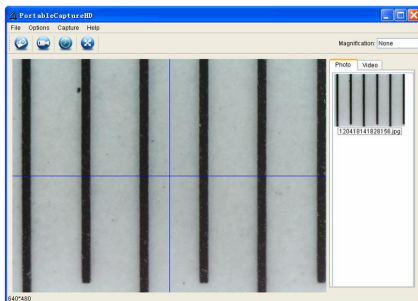 PortableCaptureHD
File Options Capture Help
Magnification: None
Photo Video
120418141828156.jpg
640*480